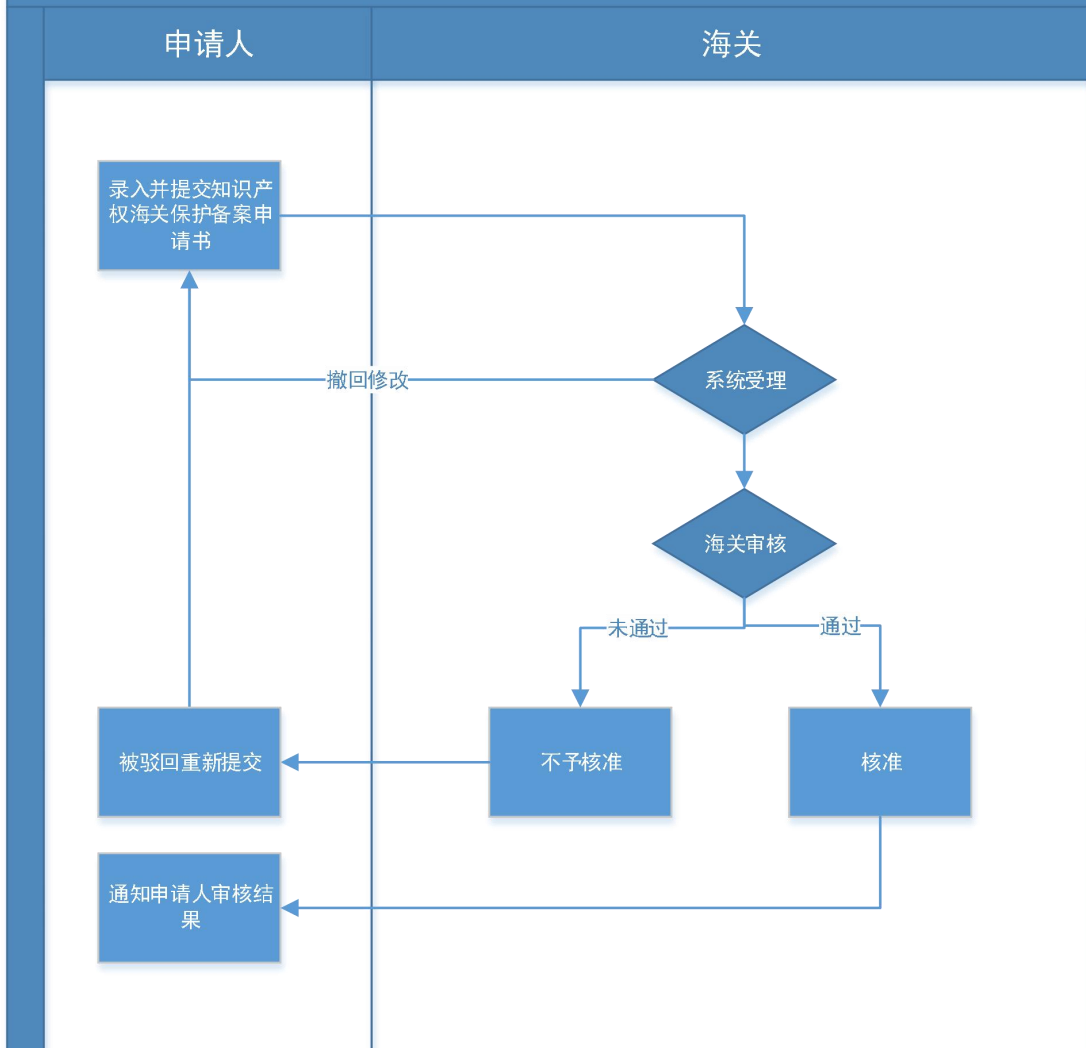 申请人
海关
录入并提交知识产
权海关保护备案申
请书
系统受理
撤回修改
海关审核
未通过
通过
被驳回重新提交
不予核准
核准
通知申请人审核结
果